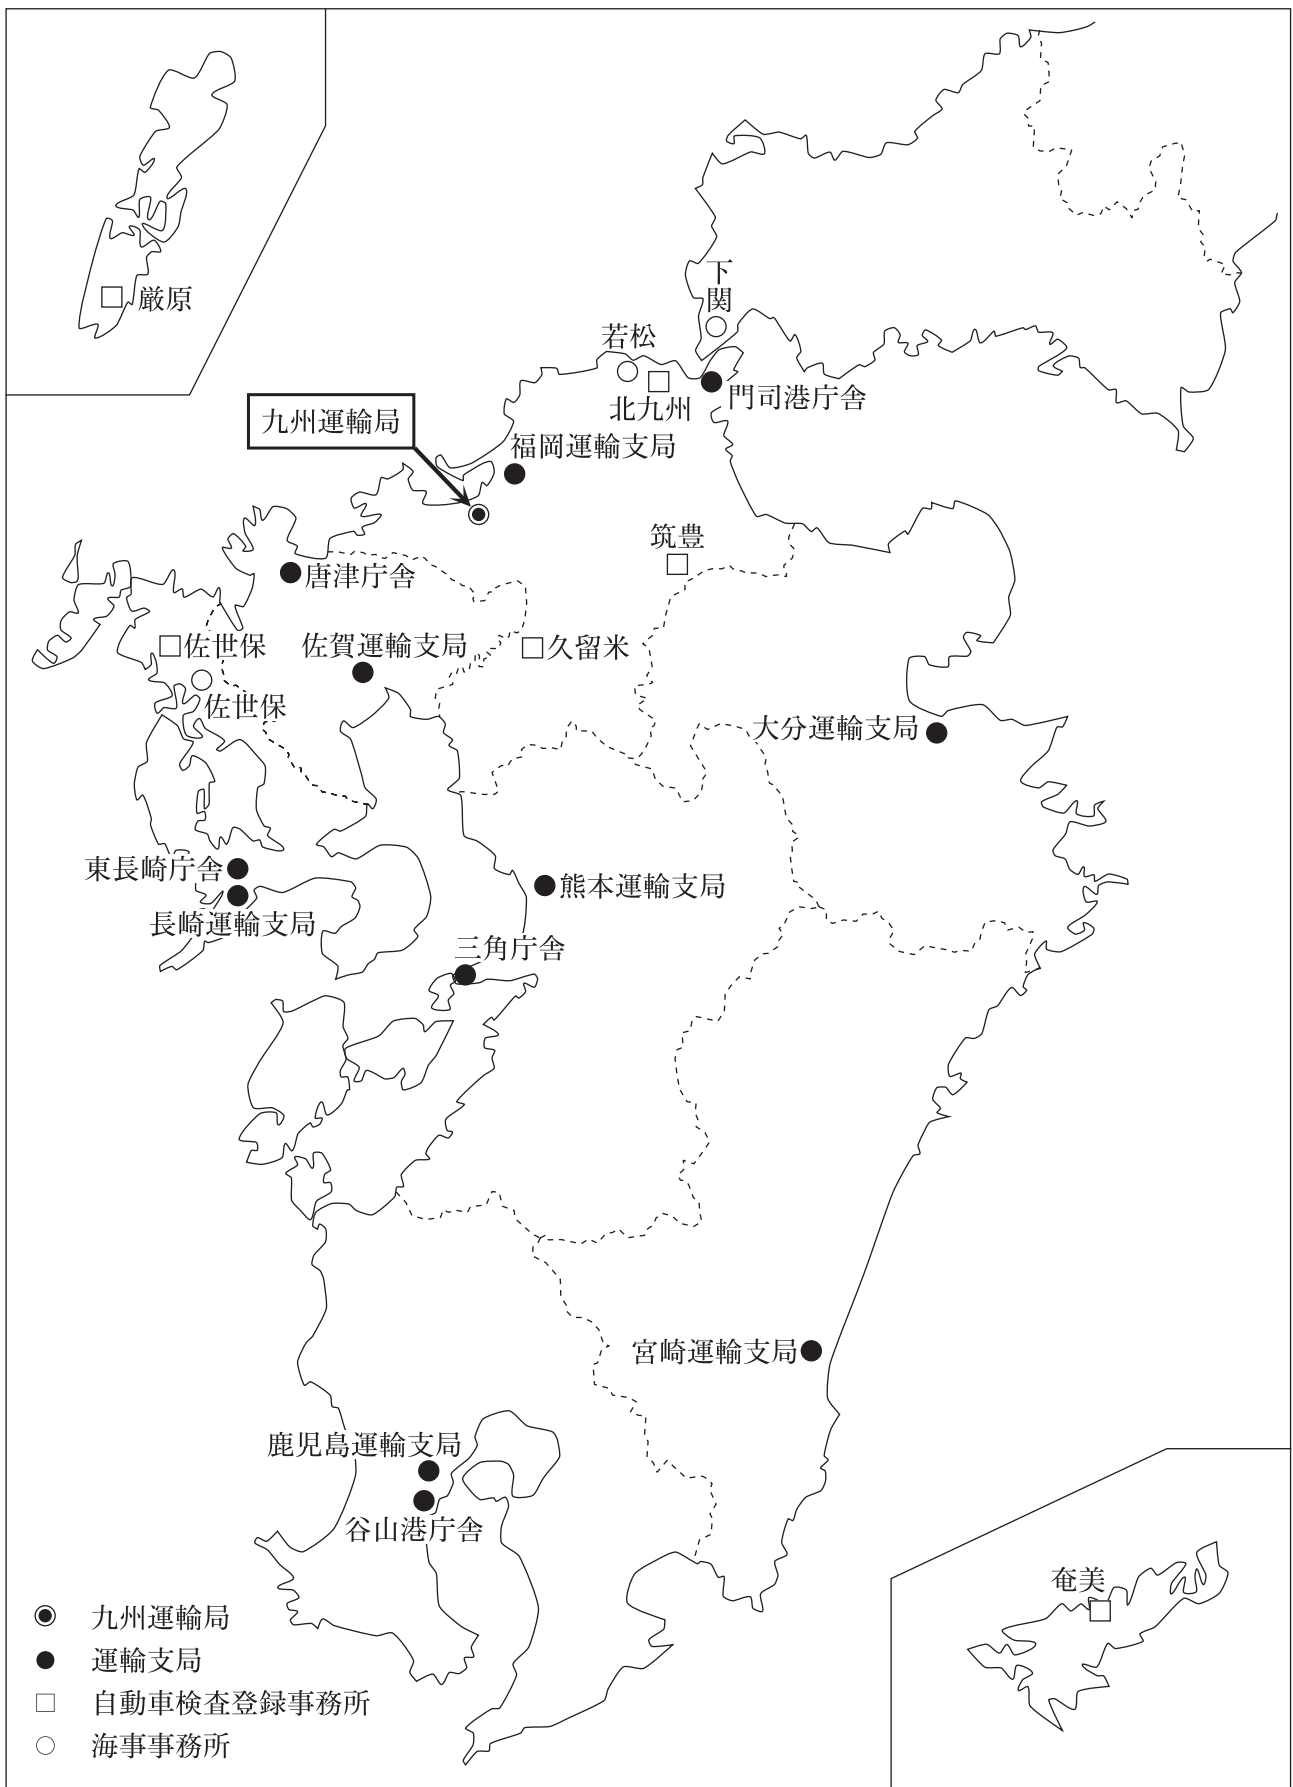 厳原
下関
若松
北九州
門司港庁舎
九州運輸局
福岡運輸支局
筑豊
唐津庁舎
佐世保
佐賀運輸支局
久留米
佐世保
大分運輸支局
東長崎庁舎
熊本運輸支局
長崎運輸支局
三角庁舎
宮崎運輸支局
鹿児島運輸支局
谷山港庁舎
奄美
九州運輸局
運輸支局
自動車検査登録事務所
海事事務所